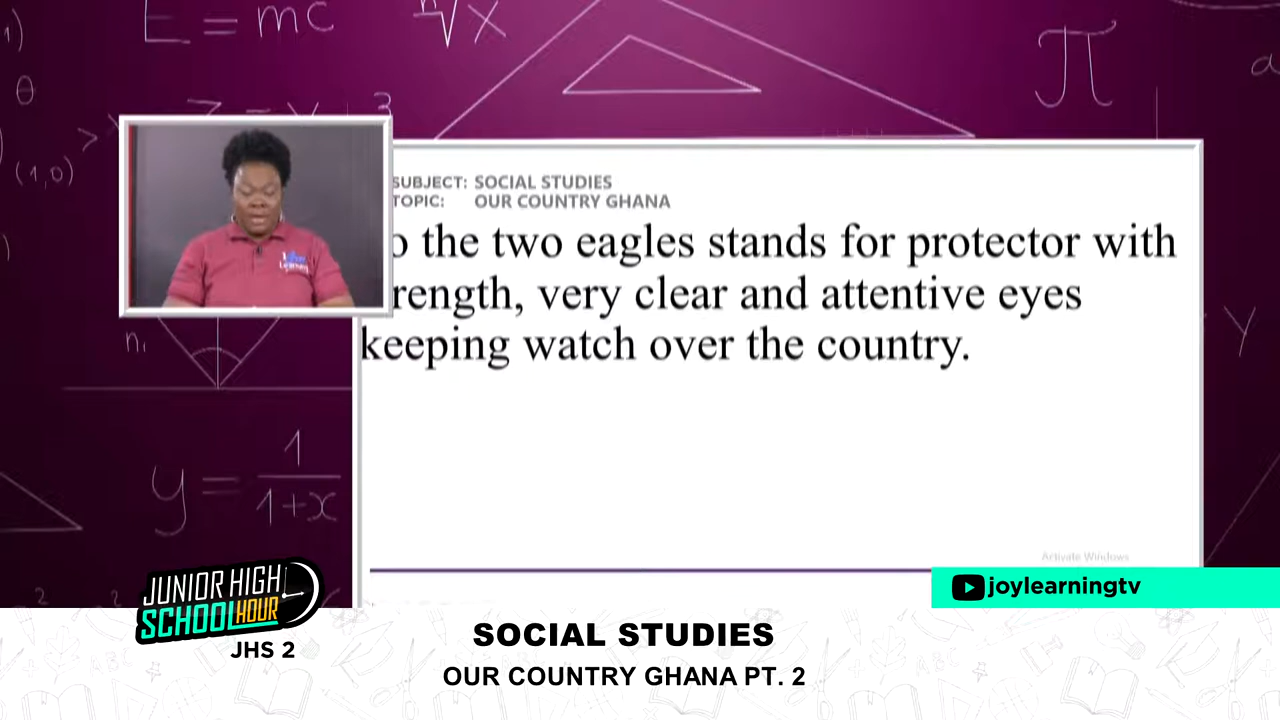 E = mc
n√x
π
θ
(1,0)
n₁
Y
y = 1/1+x
Learning
SUBJECT: SOCIAL STUDIES
TOPIC: OUR COUNTRY GHANA
the two eagles stands for protector with
very clear and attentive eyes
keeping watch over the country.
Activate Windows
joylearningtv
JUNIOR HIGH
SCHOOL HOUR
JHS 2
SOCIAL STUDIES
OUR COUNTRY GHANA PT. 2